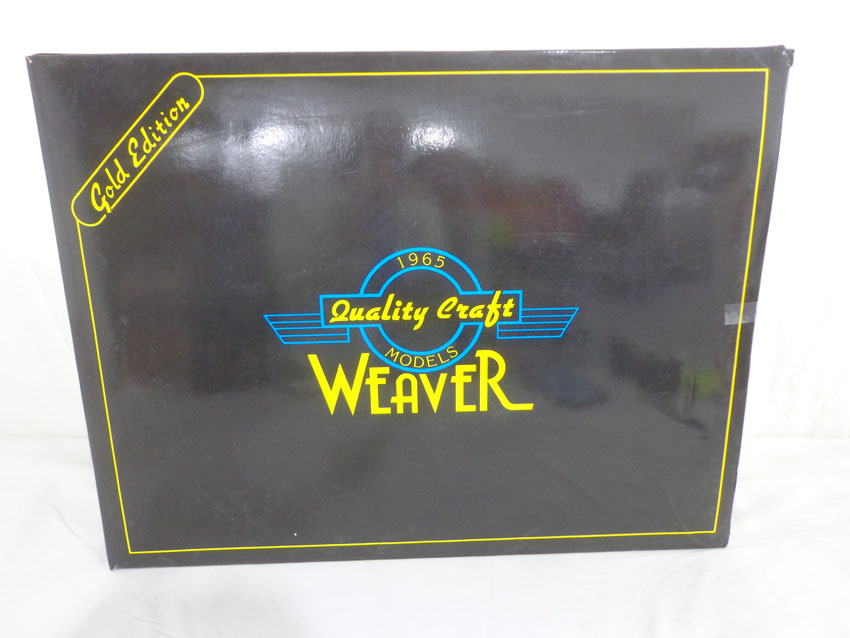 Gold Edition
1965
Quality Craft
MODELS
WEAVER